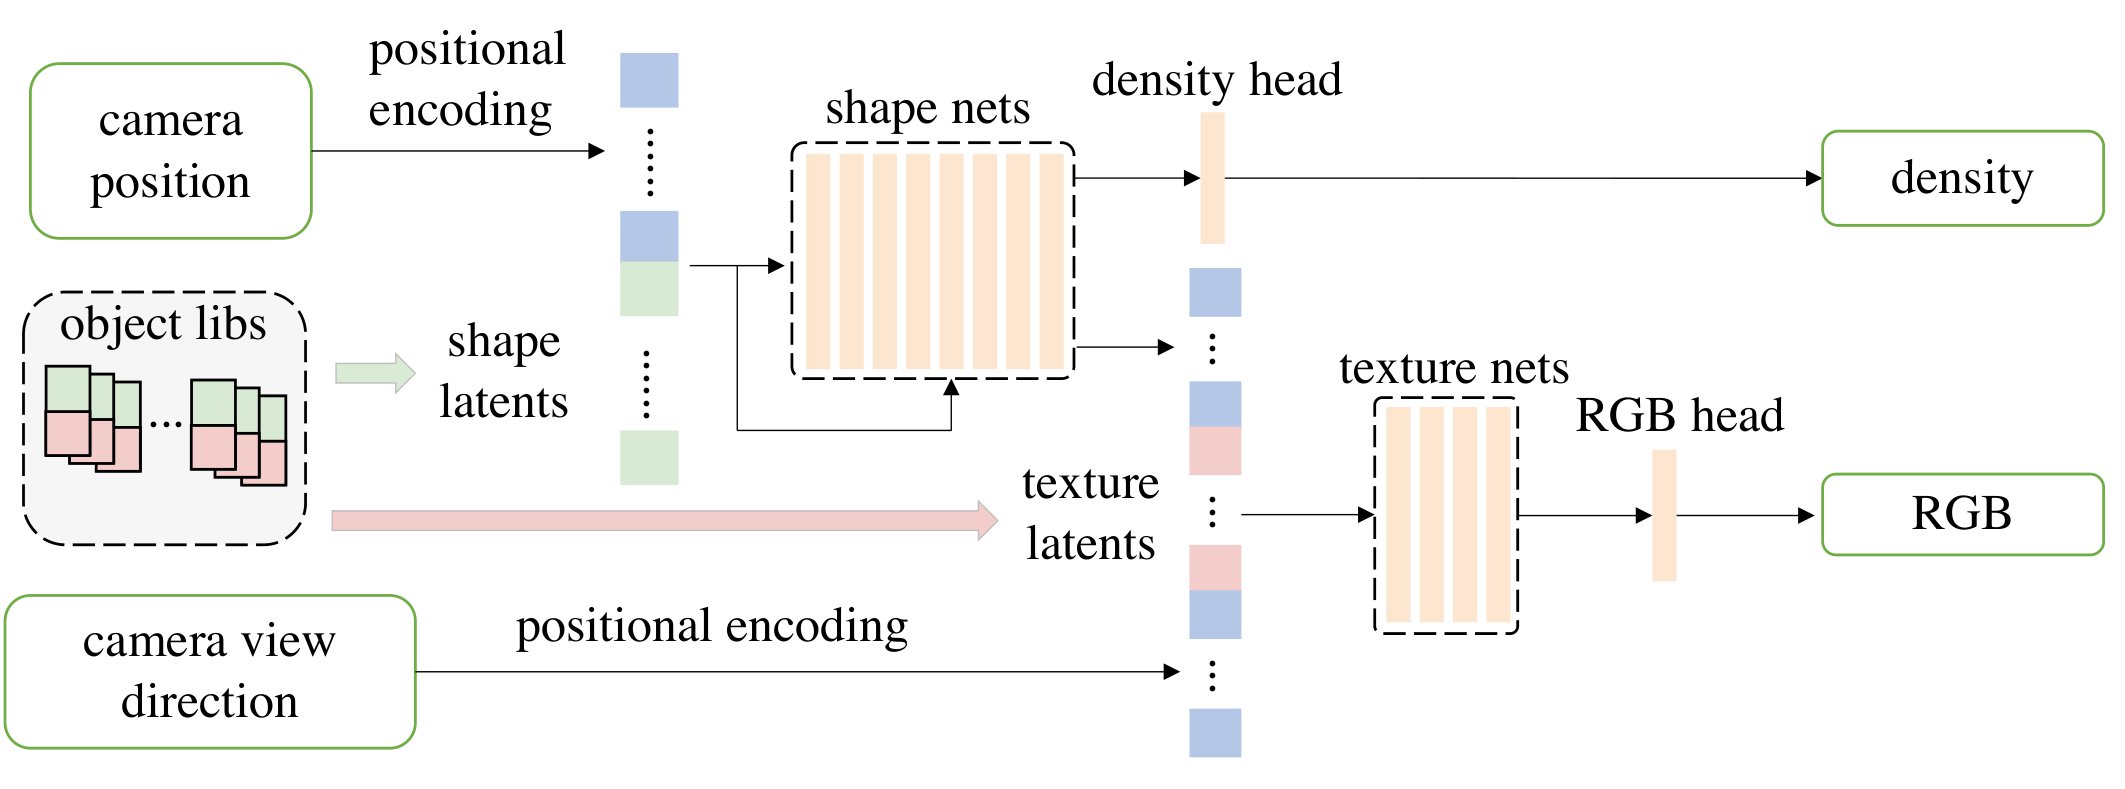 camera
position
positional
encoding
shape nets
density head
density
object libs
...
shape
latents
texture
latents
texture nets
RGB head
RGB
camera view
direction
positional encoding